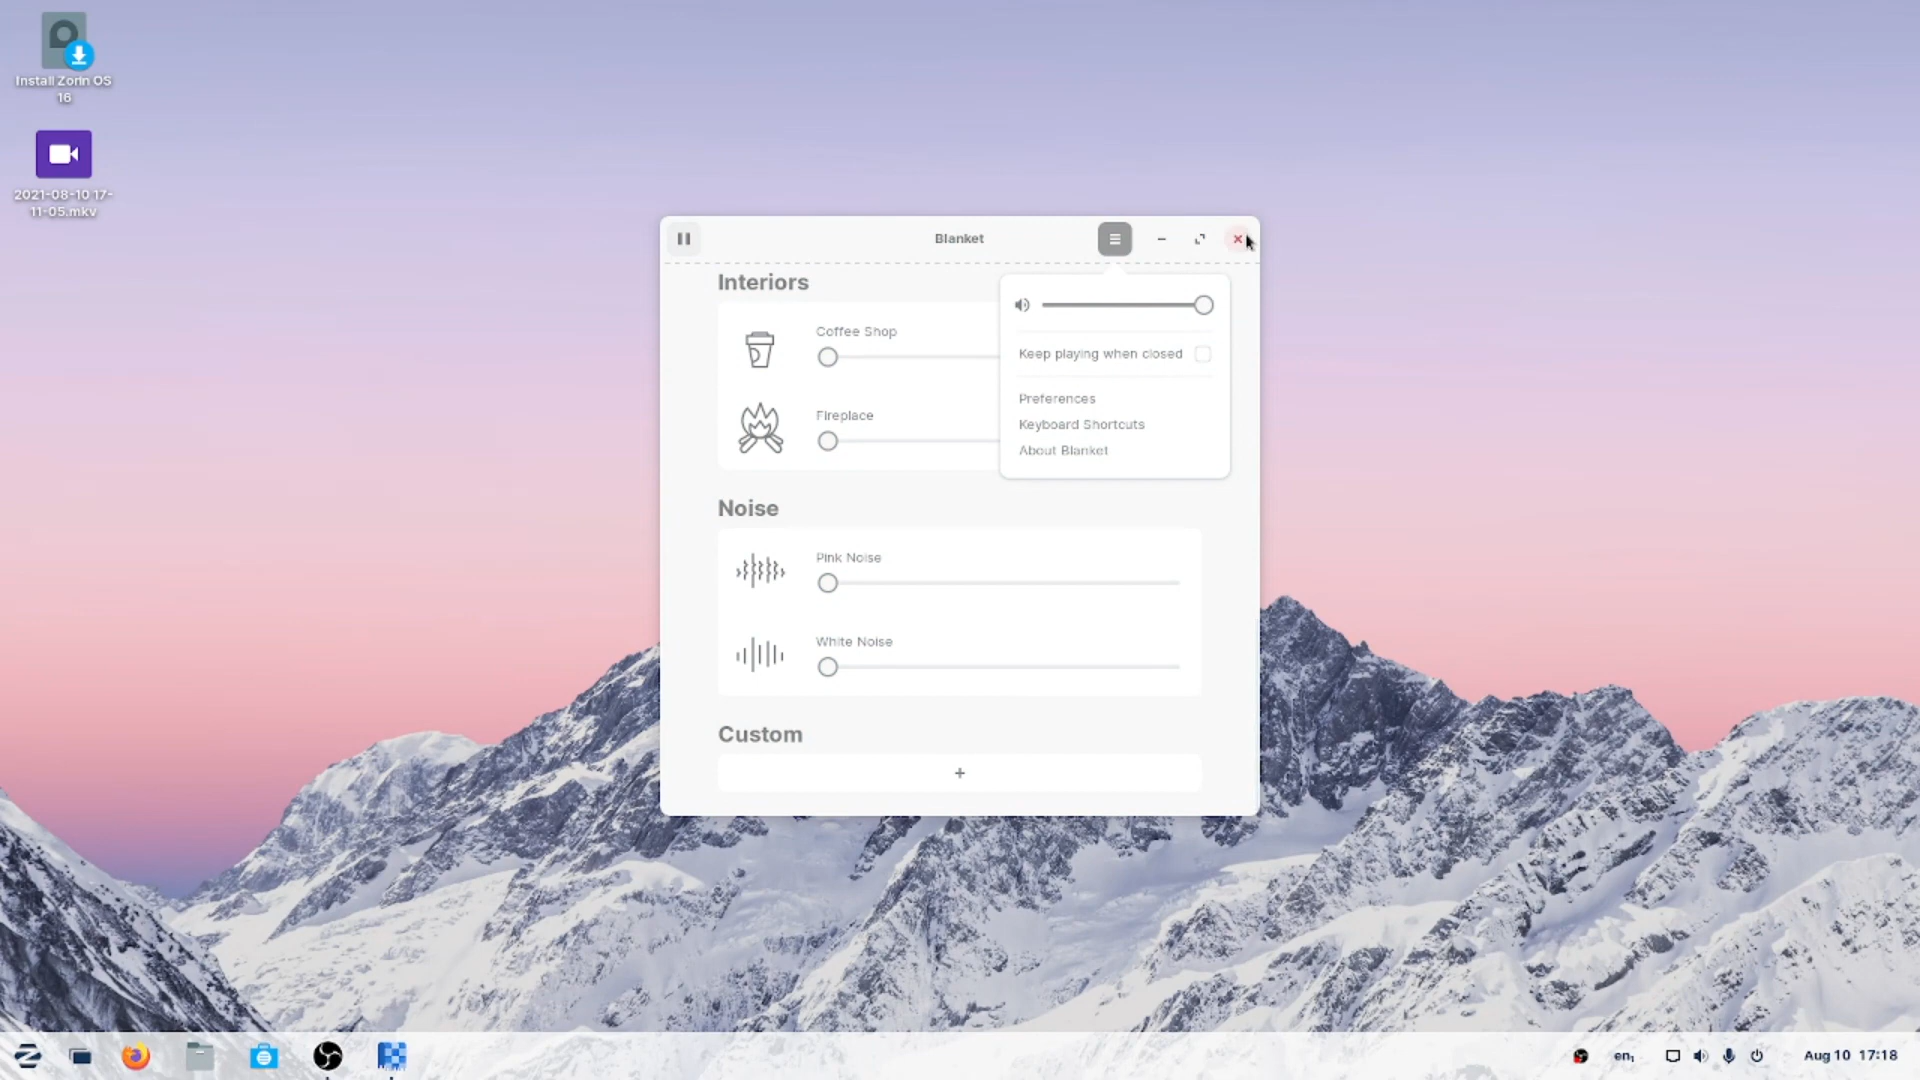 Install Zorin OS
16
2021-08-10 17-
11-05.mkv
Blanket
Interiors
Coffee Shop
Fireplace
Keep playing when closed
Preferences
Keyboard Shortcuts
About Blanket
Noise
Pink Noise
White Noise
Custom
+
en₁
Aug 10 17:18